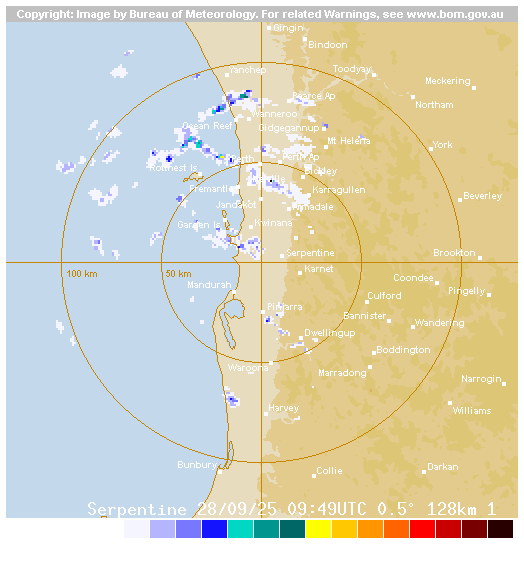 Copyright: Image by Bureau of Meteorology. For related Warnings, see www.bom.gov.au
Gingin
Bindoon
Toodyay
Yanchep
Meckering
Pearce Ap
Northam
Wanneroo
Ocean Reef
Gidgegannup
Mt Helena
York
Perth
Perth Ap
Rottnest Is
Bickley
Fremantle
Karragullen
Beverley
Jandakot
Armadale
Garden Is
Kwinana
Serpentine
Brookton
100 km
50 km
Karnet
Coondee
Mandurah
Pingelly
Culford
Pinjarra
Bannister
Wandering
Dwellingup
Boddington
Waroona
Marradong
Narrogin
Harvey
Williams
Bunbury
Collie
Darkan
Serpentine 28/09/25 09:49UTC 0.5° 128km 1